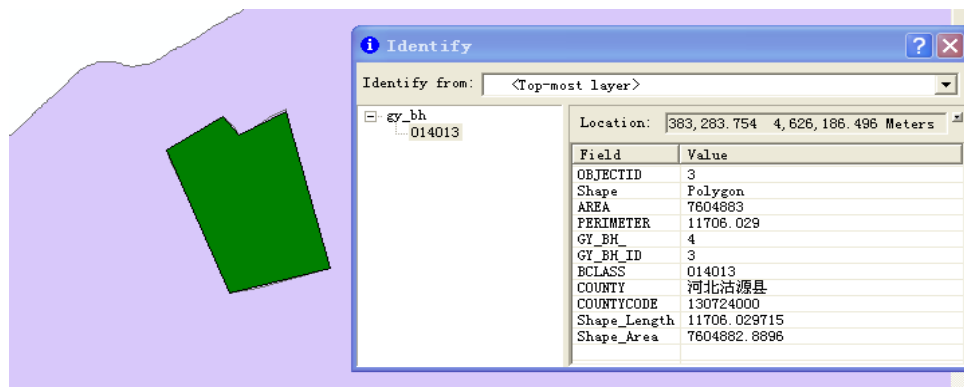 Identify
Identify from: <Top-most layer>
gy_bh
014013
Location: 383,283.754 4,626,186.496 Meters
Field Value
OBJECTID 3
Shape Polygon
AREA 7604883
PERIMETER 11706.029
GY_BH_ 4
GY_BH_ID 3
BCLASS 014013
COUNTY 河北沽源县
COUNTYCODE 130724000
Shape_Length 11706.029715
Shape_Area 7604882.8896